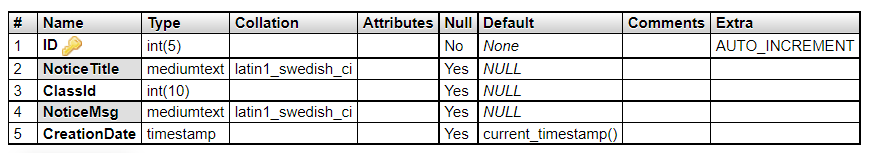 # Name Type Collation Attributes Null Default Comments Extra
1 ID int(5) No None AUTO_INCREMENT
2 NoticeTitle mediumtext latin1_swedish_ci Yes NULL
3 ClassId int(10) Yes NULL
4 NoticeMsg mediumtext latin1_swedish_ci Yes NULL
5 CreationDate timestamp Yes current_timestamp()